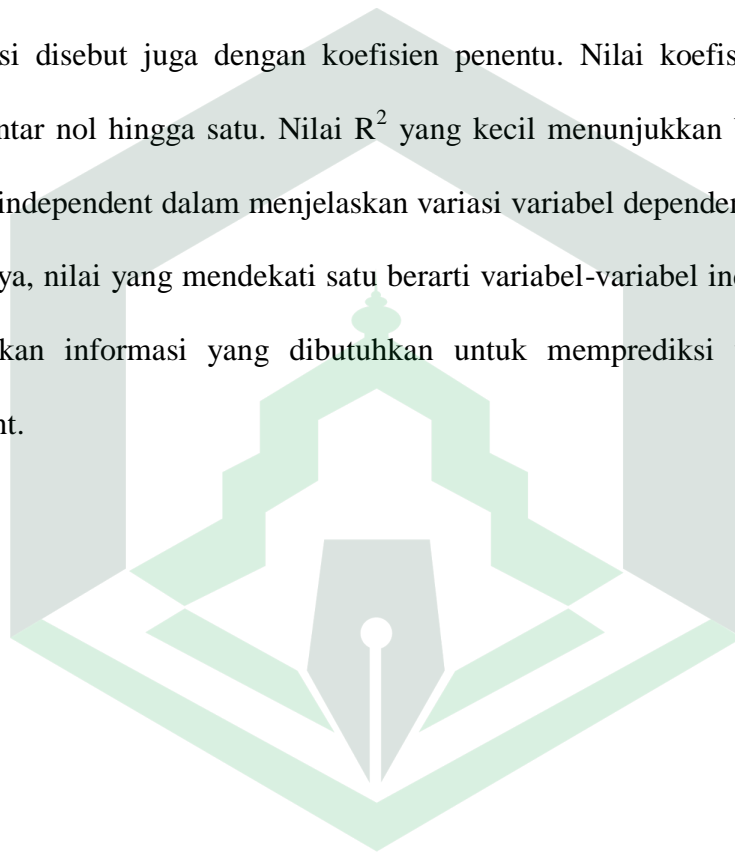 si disebut juga dengan koefisien penentu. Nilai koefis
ntar nol hingga satu. Nilai R² yang kecil menunjukkan
independent dalam menjelaskan variasi variabel depender
ya, nilai yang mendekati satu berarti variabel-variabel in
kan informasi yang dibutuhkan untuk memprediksi
nt.